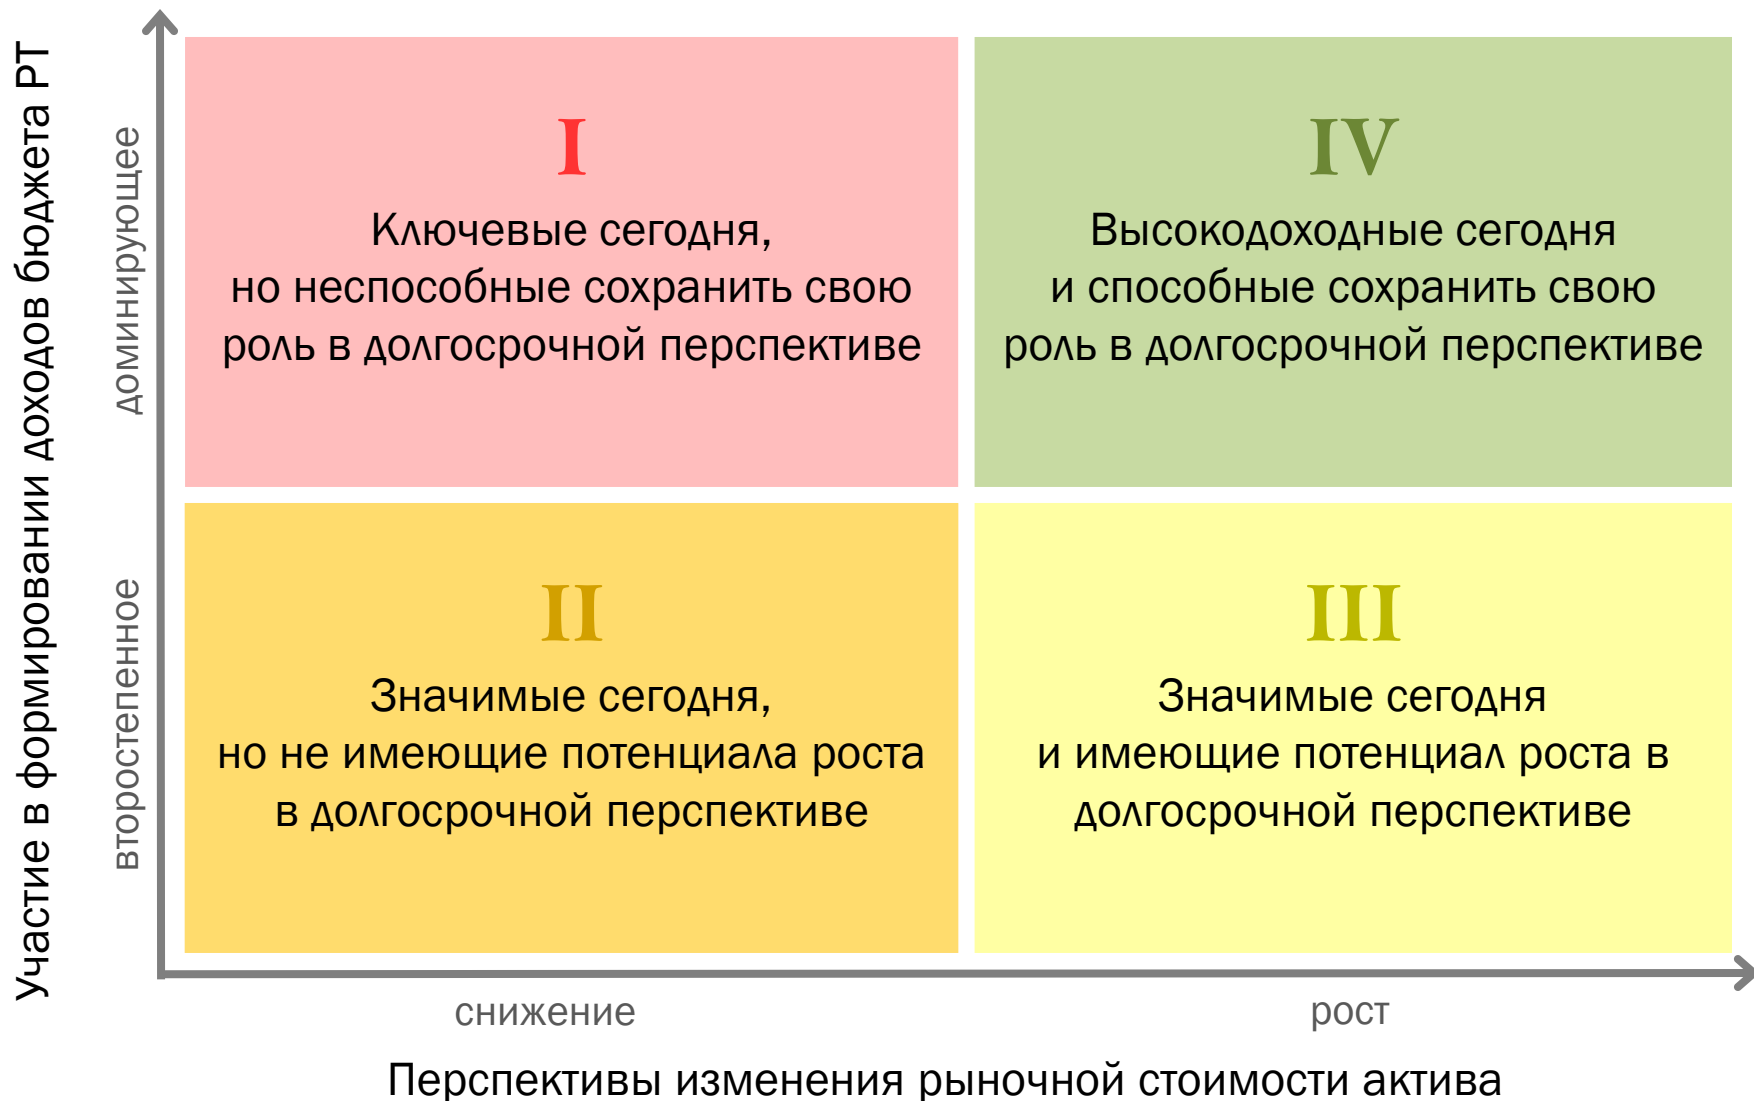 Участие в формировании доходов бюджета РТ
доминирующее
второстепенное
I
Ключевые сегодня,
но неспособные сохранить свою
роль в долгосрочной перспективе
IV
Высокодоходные сегодня
и способные сохранить свою
роль в долгосрочной перспективе
II
Значимые сегодня,
но не имеющие потенциала роста
в долгосрочной перспективе
III
Значимые сегодня
и имеющие потенциал роста в
долгосрочной перспективе
снижение
рост
Перспективы изменения рыночной стоимости актива